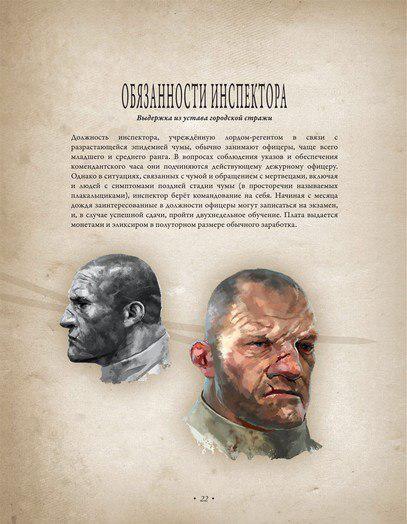 ОБЯЗАННОСТИ ИНСПЕКТОРА
Выдержка из устава городской стражи
Должность инспектора, учреждённую лордом-регентом в связи с
разрастающейся эпидемией чумы, обычно занимают офицеры, чаще всего
младшего и среднего ранга. В вопросах соблюдения указов и обеспечения
комендантского часа они подчиняются действующему дежурному офицеру.
Однако в ситуациях, связанных с чумой и обращением с мертвецами, включая
и людей с симптомами поздней стадии чумы (в просторечии называемых
плакальщиками), инспектор берёт командование на себя. Начиная с месяца
дождя заинтересованные в должности офицеры могут записаться на экзамен,
и, в случае успешной сдачи, пройти двухнедельное обучение. Плата выдается
монетами и эликсиром в полуторном размере обычного заработка.
• 22 •